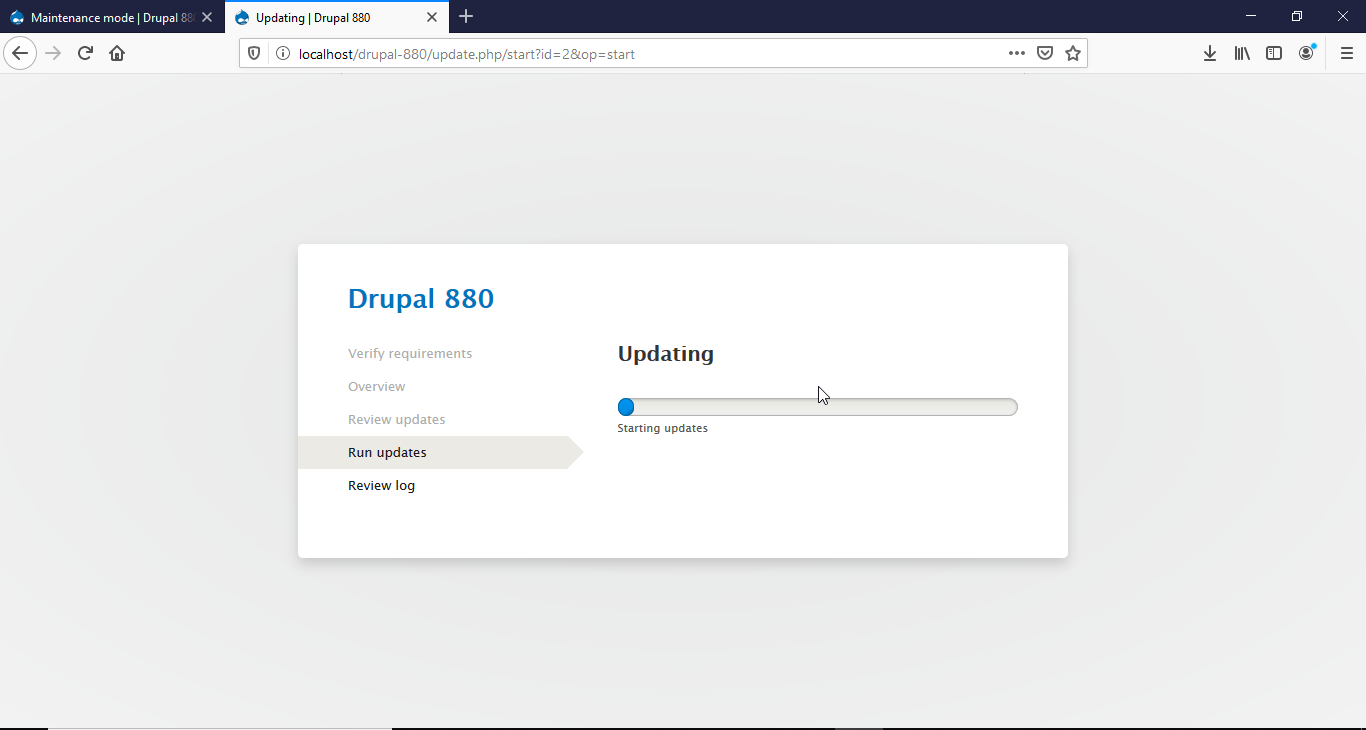 Maintenance mode | Drupal 88
Updating | Drupal 880
localhost/drupal-880/update.php/start?id=2&op=start
Drupal 880
Verify requirements
Overview
Review updates
Run updates
Review log
Updating
Starting updates